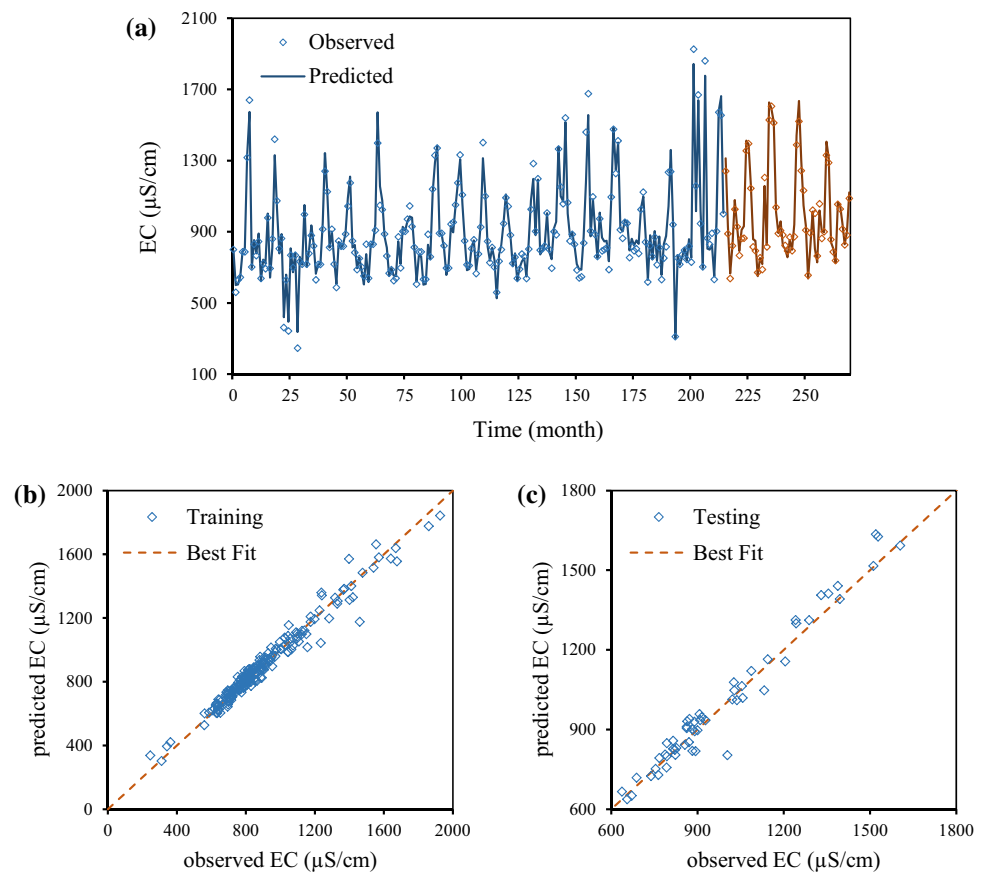 (a)
EC (µS/cm)
2100
1700
1300
900
500
100
Observed
Predicted
0 25 50 75 100 125 150 175 200 225 250
Time (month)
(b)
predicted EC (µS/cm)
2000
1600
1200
800
400
0
Training
Best Fit
0 400 800 1200 1600 2000
observed EC (µS/cm)
(c)
predicted EC (µS/cm)
1800
1500
1200
900
600
Testing
Best Fit
600 900 1200 1500 1800
observed EC (µS/cm)